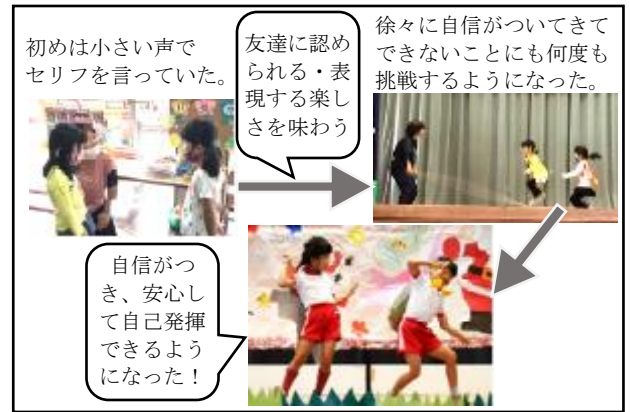 初めは小さい声で
セリフを言っていた。
友達に認め
られる・表
現する楽し
さを味わう
徐々に自信がついてきて
できないことにも何度も
挑戦するようになった。
自信がつ
き、安心し
て自己発揮
できるよう
になった！